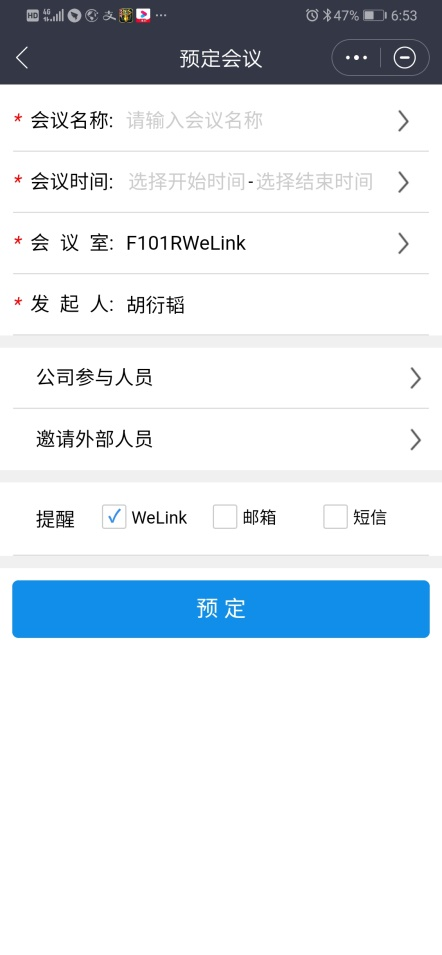 HD 4G 支 47% 6:53
预定会议
* 会议名称: 请输入会议名称
* 会议时间: 选择开始时间-选择结束时间
* 会 议 室: F101RWeLink
* 发 起 人: 胡衍韬
公司参与人员
邀请外部人员
提醒 WeLink 邮箱 短信
预 定